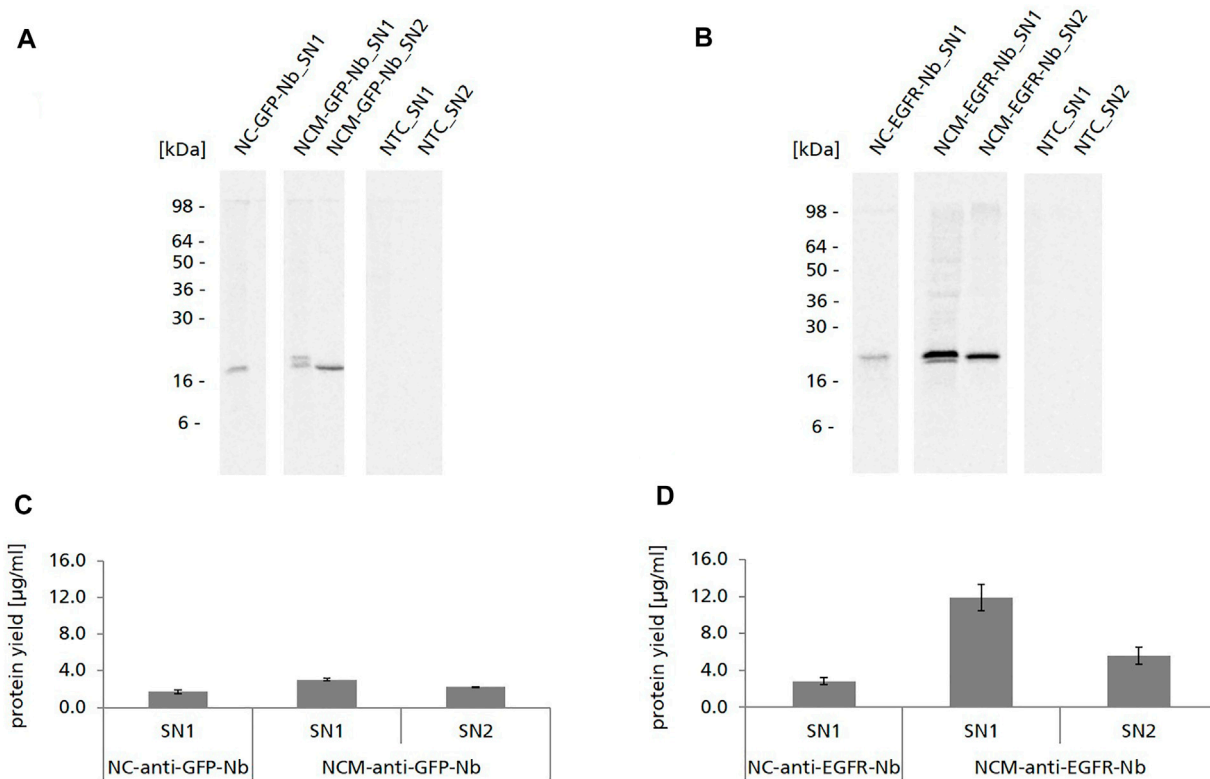 A
NC-GFP-Nb_SN1
NCM-GFP-Nb_SN1
NCM-GFP-Nb_SN2
NTC_SN1
NTC_SN2
[kDa]
98 -
64 -
50 -
36 -
30 -
16 -
6 -
B
NC-EGFR-Nb_SN1
NCM-EGFR-Nb_SN1
NCM-EGFR-Nb_SN2
NTC_SN1
NTC_SN2
[kDa]
98 -
64 -
50 -
36 -
30 -
16 -
6 -
C
protein yield [µg/ml]
16.0
12.0
8.0
4.0
0.0
SN1
SN1
SN2
NC-anti-GFP-Nb
NCM-anti-GFP-Nb
D
protein yield [µg/ml]
16.0
12.0
8.0
4.0
0.0
SN1
SN1
SN2
NC-anti-EGFR-Nb
NCM-anti-EGFR-Nb